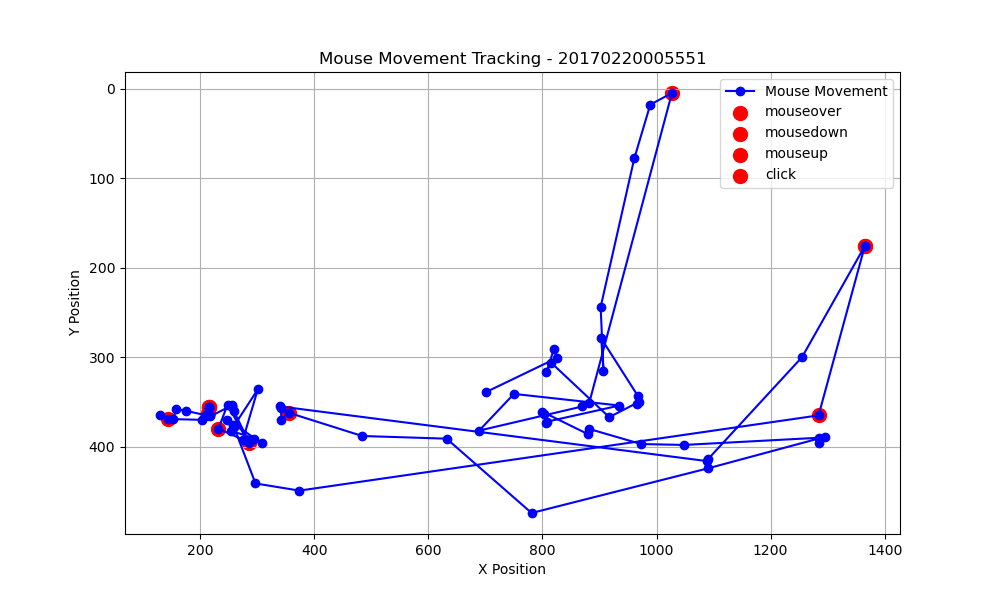 Mouse Movement Tracking - 20170220005551
Mouse Movement
mouseover
mousedown
mouseup
click
0
100
200
300
400
Y Position
200
400
600
800
1000
1200
1400
X Position